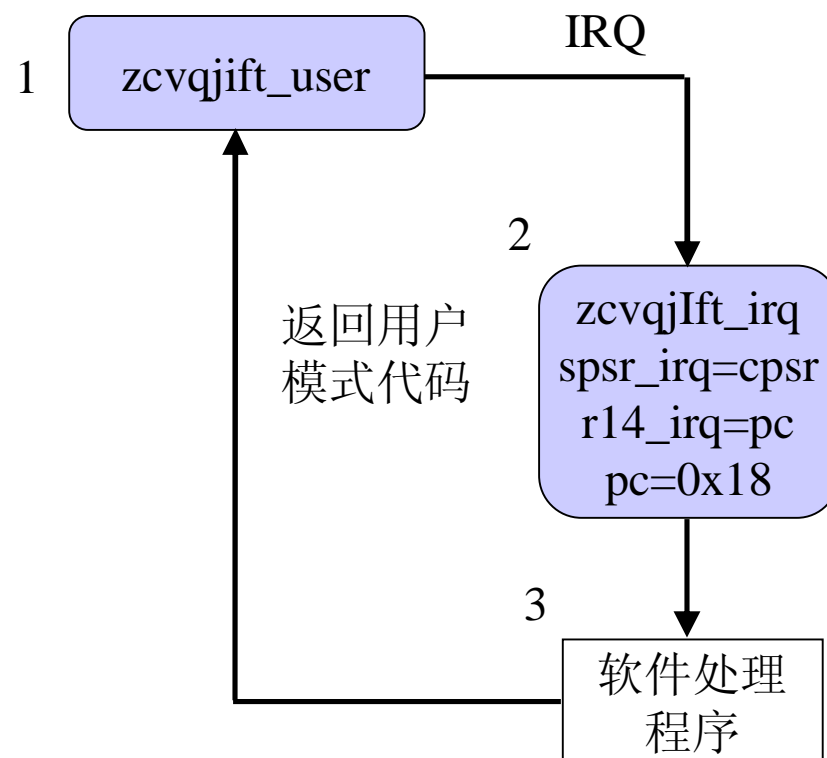 IRQ
1
zcvqjift_user
2
zcvqjIft_irq
spsr_irq=cpsr
r14_irq=pc
pc=0x18
返回用户
模式代码
3
软件处理
程序